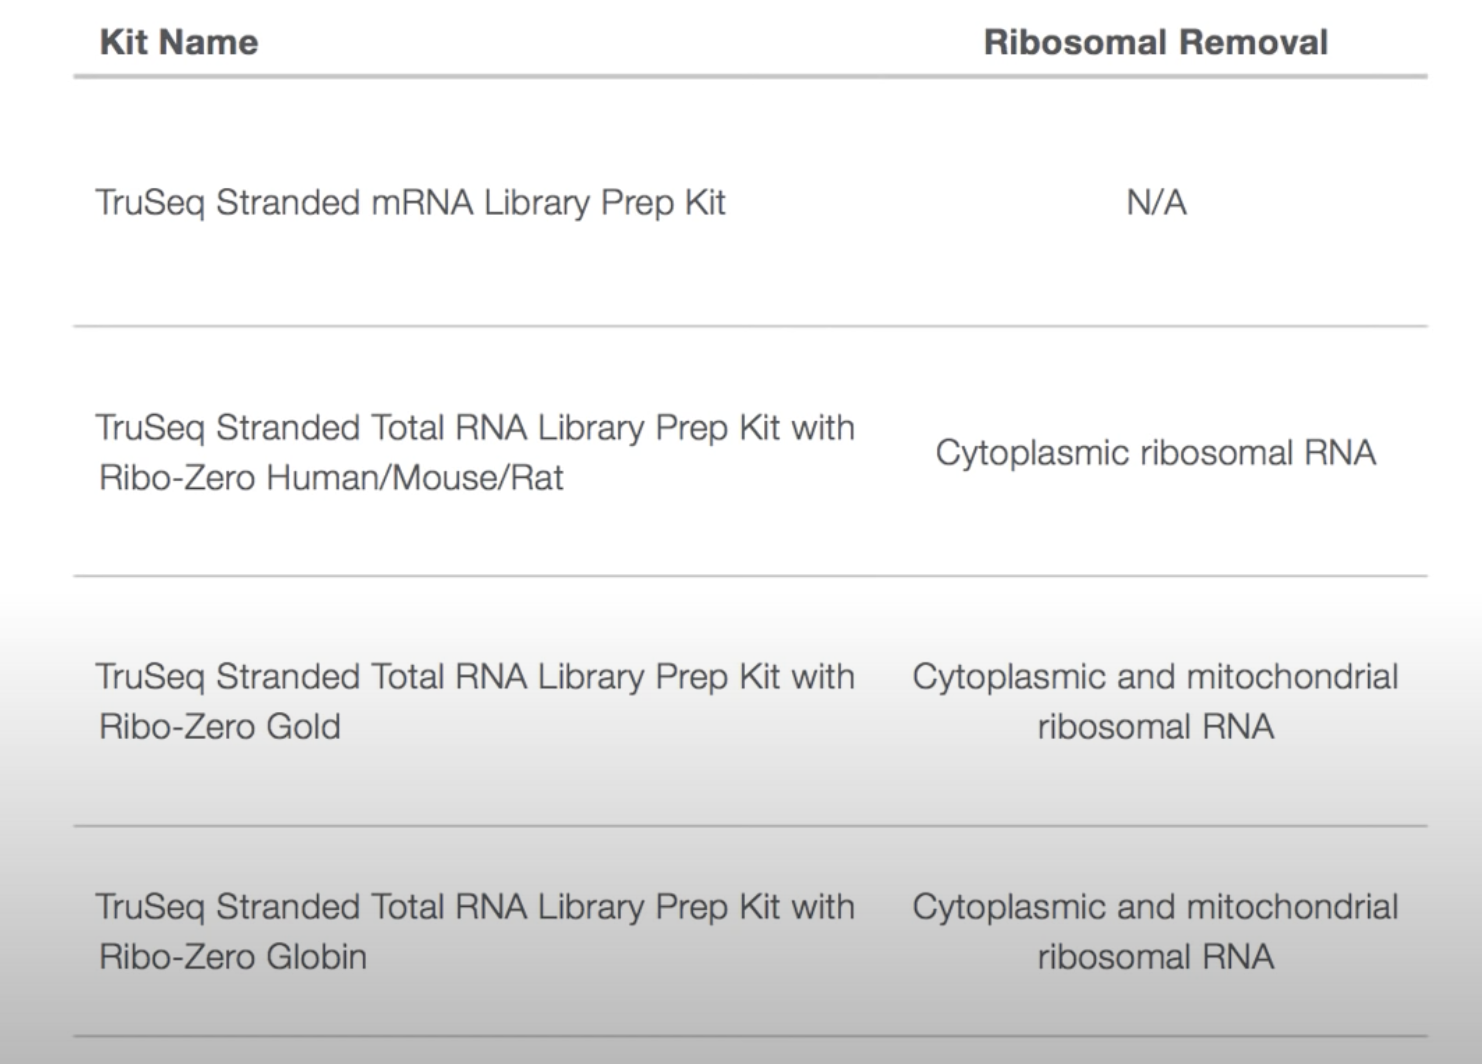 Kit Name Ribosomal Removal
TruSeq Stranded mRNA Library Prep Kit N/A
TruSeq Stranded Total RNA Library Prep Kit with
Ribo-Zero Human/Mouse/Rat
Cytoplasmic ribosomal RNA
TruSeq Stranded Total RNA Library Prep Kit with
Ribo-Zero Gold
Cytoplasmic and mitochondrial
ribosomal RNA
TruSeq Stranded Total RNA Library Prep Kit with
Ribo-Zero Globin
Cytoplasmic and mitochondrial
ribosomal RNA